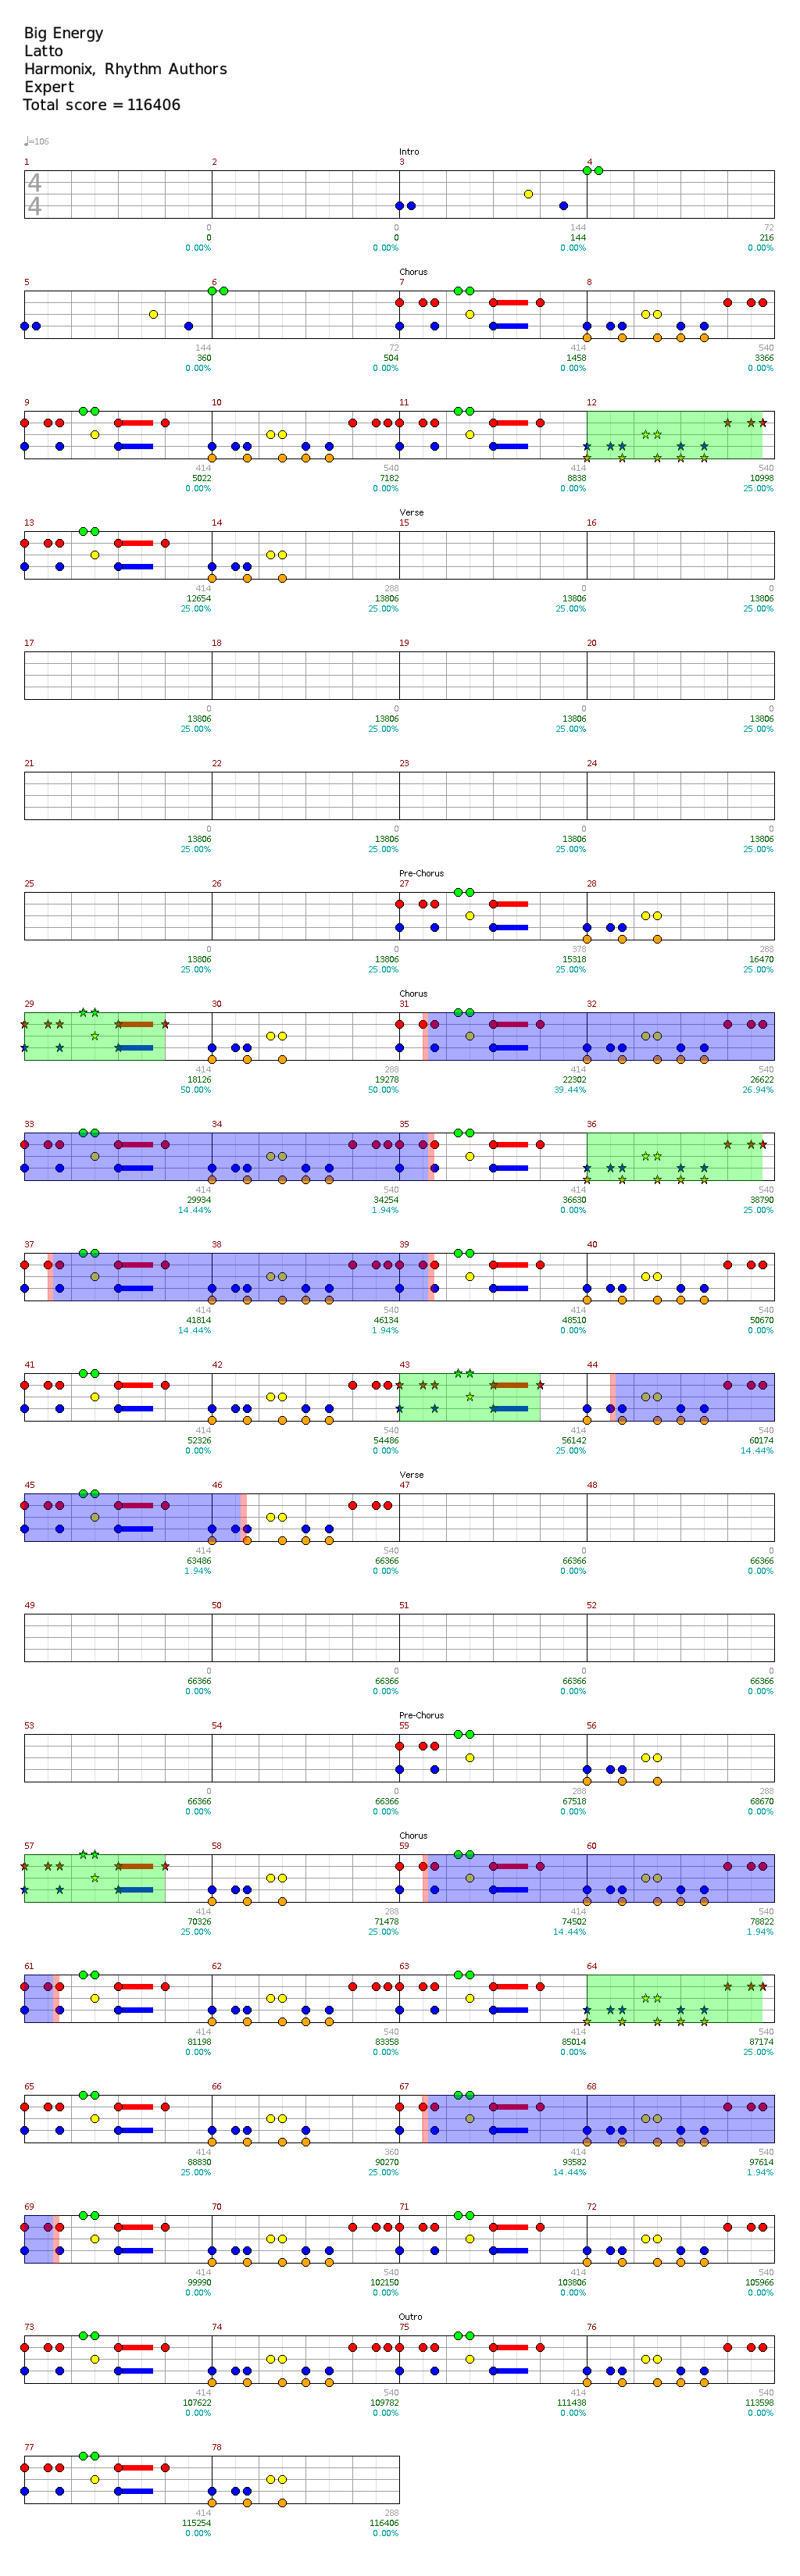 Big Energy
Latto
Harmonix, Rhythm Authors
Expert
Total score = 116406
♩=106
Intro
1 2 3 4
4
4
0 0 144 72
0 0 144 216
0.00% 0.00% 0.00% 0.00%
Chorus
5 6 7 8
144 72 414 540
360 504 1458 3366
0.00% 0.00% 0.00% 0.00%
9 10 11 12
414 540 414 540
5022 7182 8838 10998
0.00% 0.00% 0.00% 25.00%
Verse
13 14 15 16
414 288 0 0
12654 13806 13806 13806
25.00% 25.00% 25.00% 25.00%
17 18 19 20
0 0 0 0
13806 13806 13806 13806
25.00% 25.00% 25.00% 25.00%
21 22 23 24
0 0 0 0
13806 13806 13806 13806
25.00% 25.00% 25.00% 25.00%
Pre-Chorus
25 26 27 28
0 0 378 288
13806 13806 15318 16470
25.00% 25.00% 25.00% 25.00%
Chorus
29 30 31 32
414 288 414 540
18126 19278 22302 26622
50.00% 50.00% 39.44% 26.94%
33 34 35 36
414 540 414 540
29934 34254 36630 38790
14.44% 1.94% 0.00% 25.00%
37 38 39 40
414 540 414 540
41814 46134 48510 50670
14.44% 1.94% 0.00% 0.00%
41 42 43 44
414 540 414 540
52326 54486 56142 60174
0.00% 0.00% 25.00% 14.44%
Verse
45 46 47 48
414 540 0 0
63486 66366 66366 66366
1.94% 0.00% 0.00% 0.00%
49 50 51 52
0 0 0 0
66366 66366 66366 66366
0.00% 0.00% 0.00% 0.00%
Pre-Chorus
53 54 55 56
0 0 288 288
66366 66366 67518 68670
0.00% 0.00% 0.00% 0.00%
Chorus
57 58 59 60
414 288 414 540
70326 71478 74502 78822
25.00% 25.00% 14.44% 1.94%
61 62 63 64
414 540 414 540
81198 83358 85014 87174
0.00% 0.00% 0.00% 25.00%
65 66 67 68
414 360 414 540
88830 90270 93582 97614
25.00% 25.00% 14.44% 1.94%
69 70 71 72
414 540 414 540
99990 102150 103806 105966
0.00% 0.00% 0.00% 0.00%
Outro
73 74 75 76
414 540 414 540
107622 109782 111438 113598
0.00% 0.00% 0.00% 0.00%
77 78
414 288
115254 116406
0.00% 0.00%